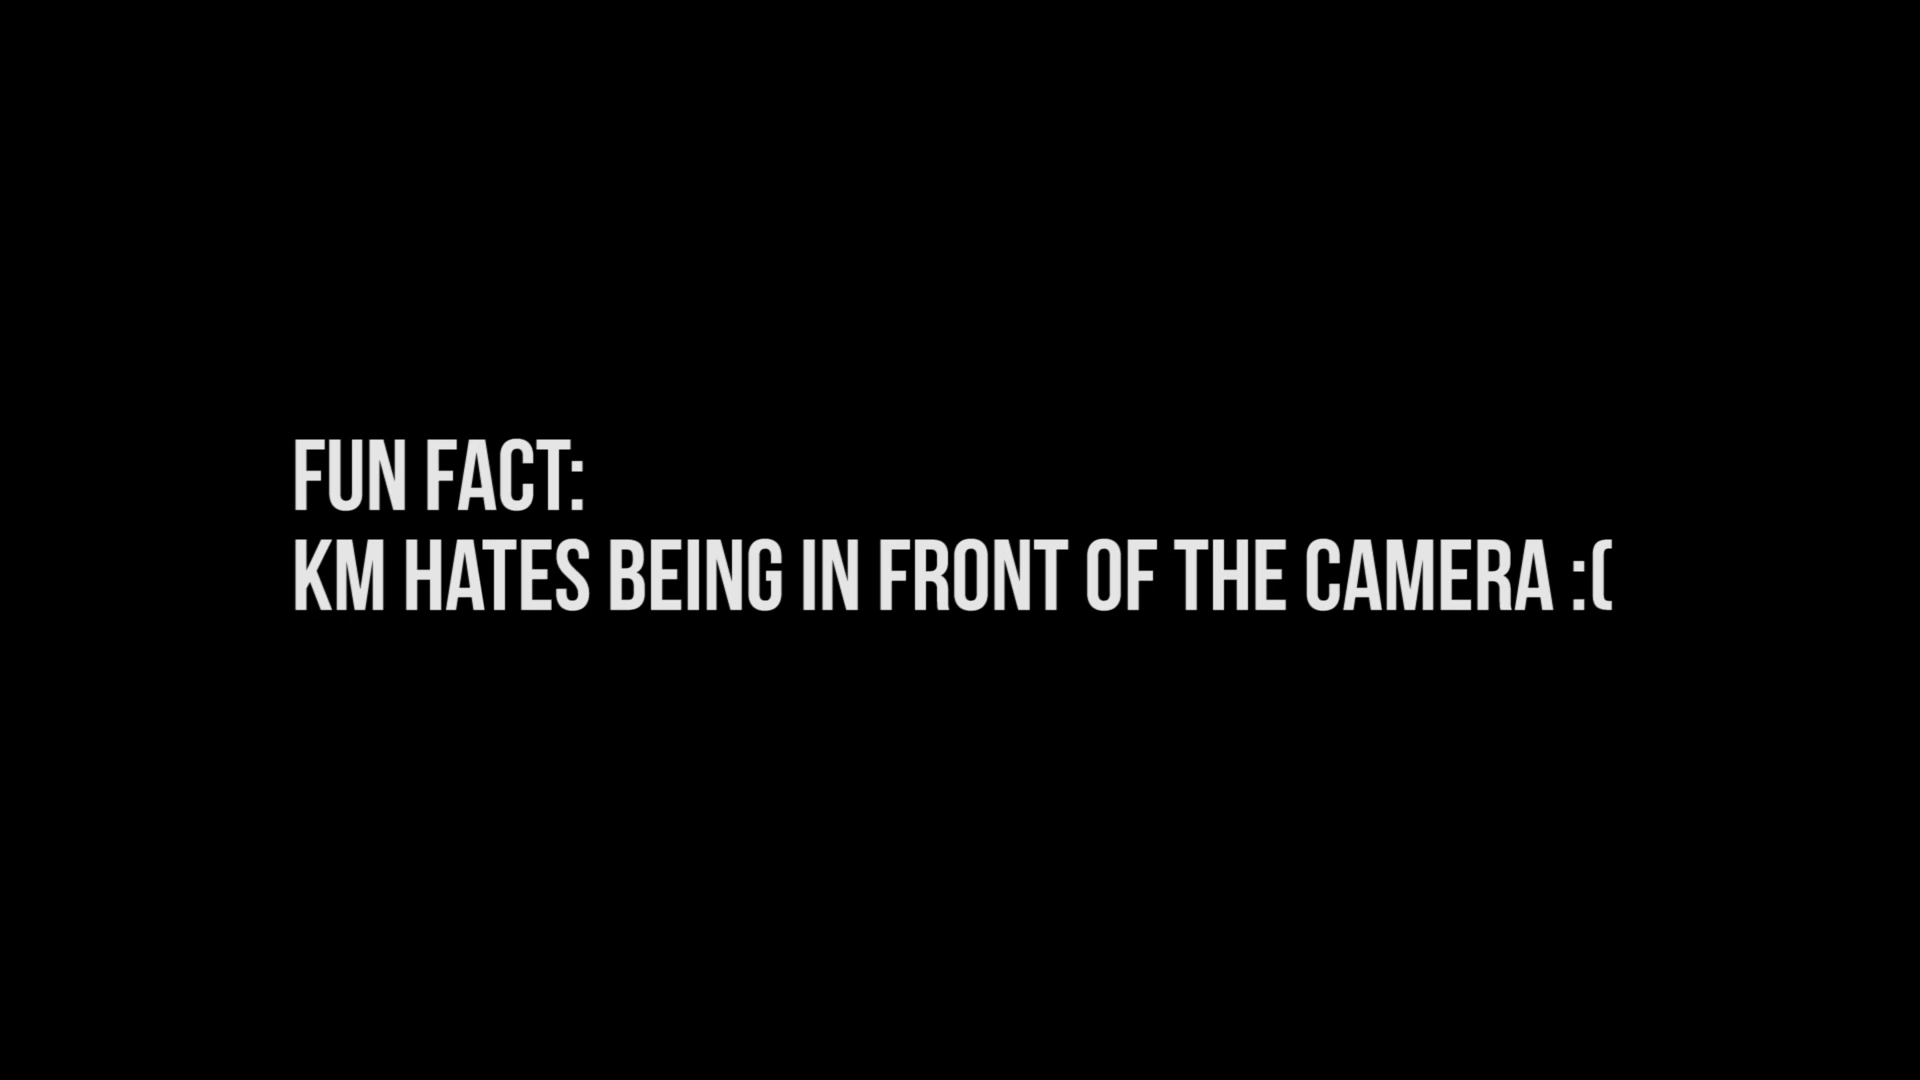 FUN FACT:
KM HATES BEING IN FRONT OF THE CAMERA :(